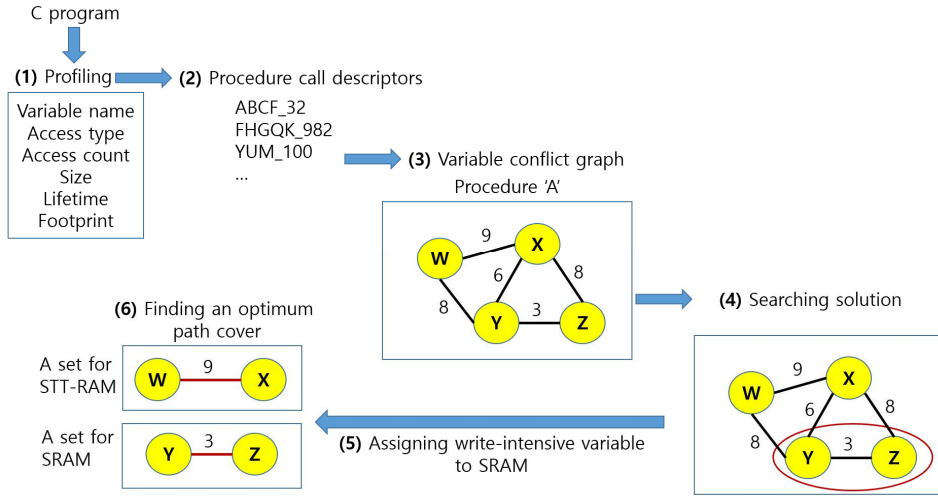 C program
(1) Profiling
Variable name
Access type
Access count
Size
Lifetime
Footprint
(2) Procedure call descriptors
ABCF_32
FHGQK_982
YUM_100
...
(3) Variable conflict graph
Procedure 'A'
W
9
X
6
8
8
Y
3
Z
(4) Searching solution
W
9
X
6
8
8
Y
3
Z
(5) Assigning write-intensive variable
to SRAM
(6) Finding an optimum
path cover
A set for
STT-RAM
W
9
X
A set for
SRAM
Y
3
Z